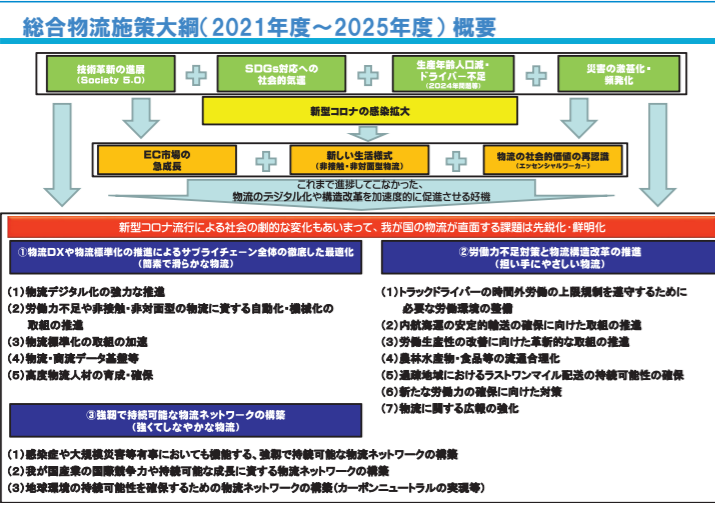 総合物流施策大綱(2021年度～2025年度)概要
技術革新の進展
(Society 5.0)
SDGs対応への
社会的気運
生産年齢人口減・
ドライバー不足
(2024年問題等)
災害の激甚化・
頻発化
新型コロナの感染拡大
EC市場の
急成長
新しい生活様式
(非接触・非対面型物流)
物流の社会的価値の再認識
(エッセンシャルワーカー)
これまで進捗してこなかった、
物流のデジタル化や構造改革を加速度的に促進させる好機
新型コロナ流行による社会の劇的な変化もあいまって、我が国の物流が直面する課題は先鋭化・鮮明化
①物流DXや物流標準化の推進によるサプライチェーン全体の徹底した最適化
(簡素で滑らかな物流)
(1)物流デジタル化の強力な推進
(2)労働力不足や非接触・非対面型の物流に資する自動化・機械化の
取組の推進
(3)物流標準化の取組の加速
(4)物流・商流データ基盤等
(5)高度物流人材の育成・確保
②労働力不足対策と物流構造改革の推進
(担い手にやさしい物流)
(1)トラックドライバーの時間外労働の上限規制を遵守するために
必要な労働環境の整備
(2)内航海運の安定的輸送の確保に向けた取組の推進
(3)労働生産性の改善に向けた革新的な取組の推進
(4)農林水産物・食品等の流通合理化
(5)過疎地域におけるラストワンマイル配送の持続可能性の確保
(6)新たな労働力の確保に向けた対策
(7)物流に関する広報の強化
③強靭で持続可能な物流ネットワークの構築
(強くてしなやかな物流)
(1)感染症や大規模災害等有事においても機能する、強靭で持続可能な物流ネットワークの構築
(2)我が国産業の国際競争力や持続可能な成長に資する物流ネットワークの構築
(3)地球環境の持続可能性を確保するための物流ネットワークの構築(カーボンニュートラルの実現等)